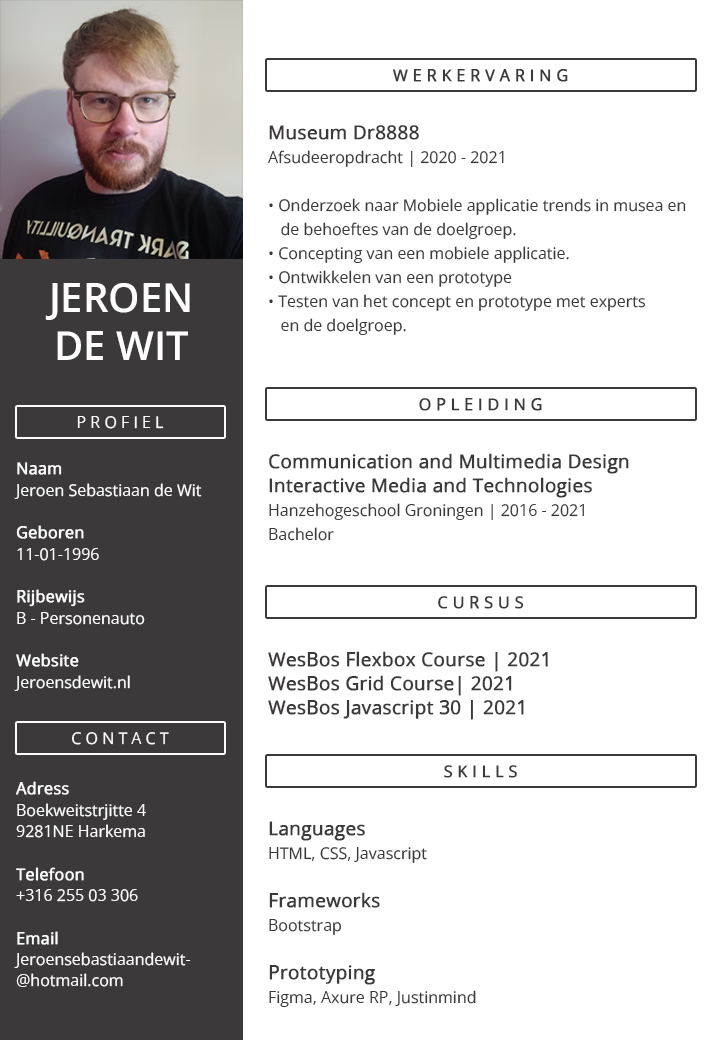 DARK TRANQUILLITY
JEROEN
DE WIT
PROFIEL
Naam
Jeroen Sebastiaan de Wit
Geboren
11-01-1996
Rijbewijs
B - Personenauto
Website
Jeroensdewit.nl
CONTACT
Adress
Boekweitstrjitte 4
9281NE Harkema
Telefoon
+316 255 03 306
Email
Jeroensebastiaandewit-
@hotmail.com
WERKERVARING
Museum Dr8888
Afsudeeropdracht | 2020 - 2021
• Onderzoek naar Mobiele applicatie trends in musea en
de behoeftes van de doelgroep.
• Concepting van een mobiele applicatie.
• Ontwikkelen van een prototype
• Testen van het concept en prototype met experts
en de doelgroep.
OPLEIDING
Communication and Multimedia Design
Interactive Media and Technologies
Hanzehogeschool Groningen | 2016 - 2021
Bachelor
CURSUS
WesBos Flexbox Course | 2021
WesBos Grid Course| 2021
WesBos Javascript 30 | 2021
SKILLS
Languages
HTML, CSS, Javascript
Frameworks
Bootstrap
Prototyping
Figma, Axure RP, Justinmind